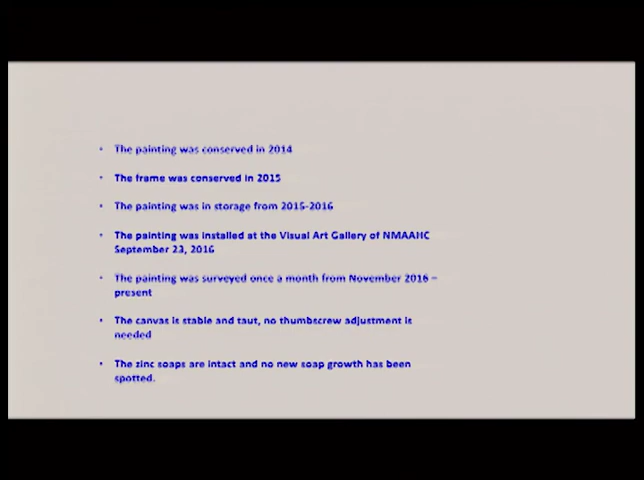 • The painting was conserved in 2014
• The frame was conserved in 2015
• The painting was in storage from 2015-2016
• The painting was installed at the Visual Art Gallery of NMAAHC
September 23, 2016
• The painting was surveyed once a month from November 2016 –
present
• The canvas is stable and taut, no thumbscrew adjustment is
needed
• The zinc soaps are intact and no new soap growth has been
spotted.